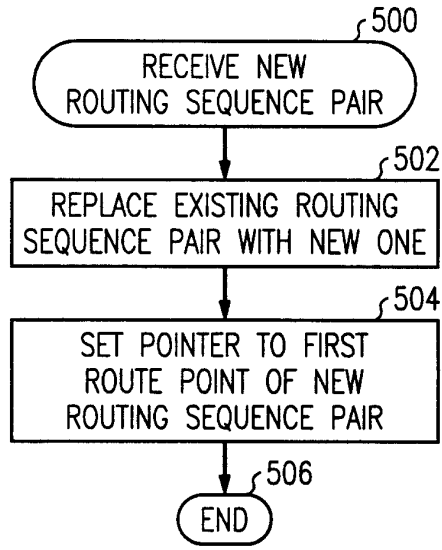 500
RECEIVE NEW
ROUTING SEQUENCE PAIR
502
REPLACE EXISTING ROUTING
SEQUENCE PAIR WITH NEW ONE
504
SET POINTER TO FIRST
ROUTE POINT OF NEW
ROUTING SEQUENCE PAIR
506
END